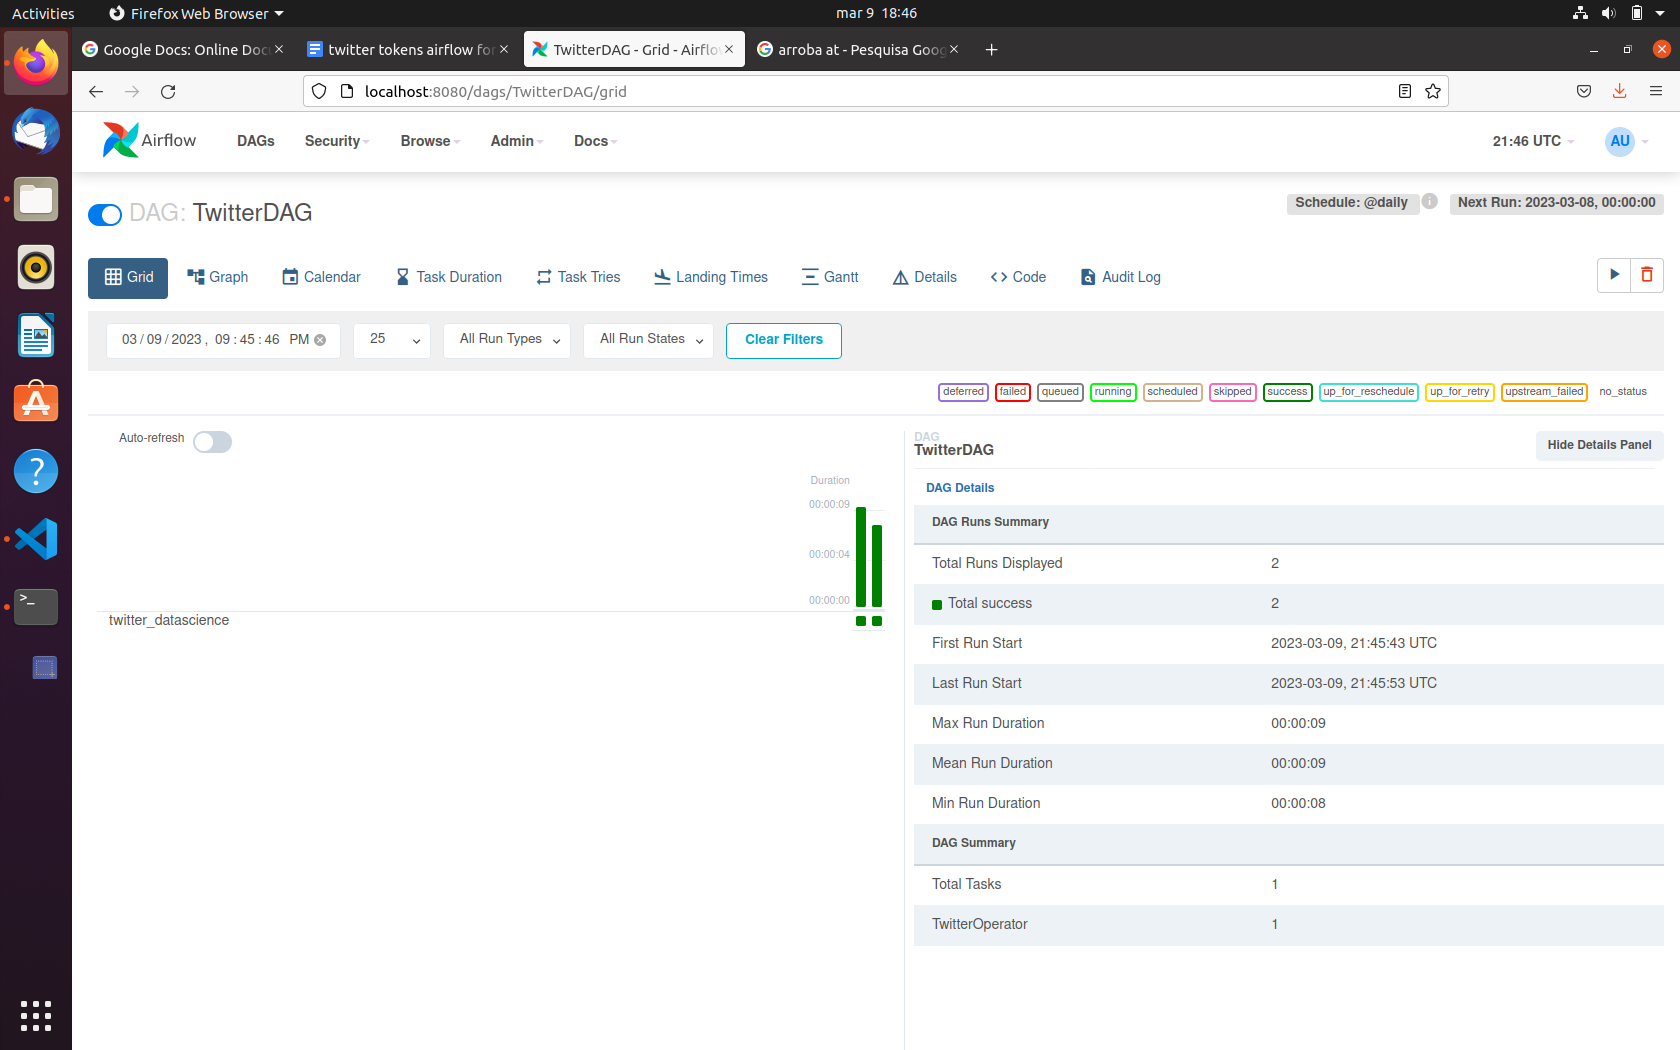 Activities Firefox Web Browser mar 9 18:46
Google Docs: Online Doc twitter tokens airflow for TwitterDAG - Grid - Airflo arroba at - Pesquisa Goog
localhost:8080/dags/TwitterDAG/grid
Airflow DAGs Security Browse Admin Docs 21:46 UTC AU
DAG: TwitterDAG Schedule: @daily i Next Run: 2023-03-08, 00:00:00
Grid Graph Calendar Task Duration Task Tries Landing Times Gantt Details Code Audit Log
03/09/2023, 09:45:46 PM 25 All Run Types All Run States Clear Filters
deferred failed queued running scheduled skipped success up_for_reschedule up_for_retry upstream_failed no_status
Auto-refresh
Duration
00:00:09
00:00:04
00:00:00
twitter_datascience
DAG
TwitterDAG
Hide Details Panel
DAG Details
DAG Runs Summary
Total Runs Displayed 2
Total success 2
First Run Start 2023-03-09, 21:45:43 UTC
Last Run Start 2023-03-09, 21:45:53 UTC
Max Run Duration 00:00:09
Mean Run Duration 00:00:09
Min Run Duration 00:00:08
DAG Summary
Total Tasks 1
TwitterOperator 1